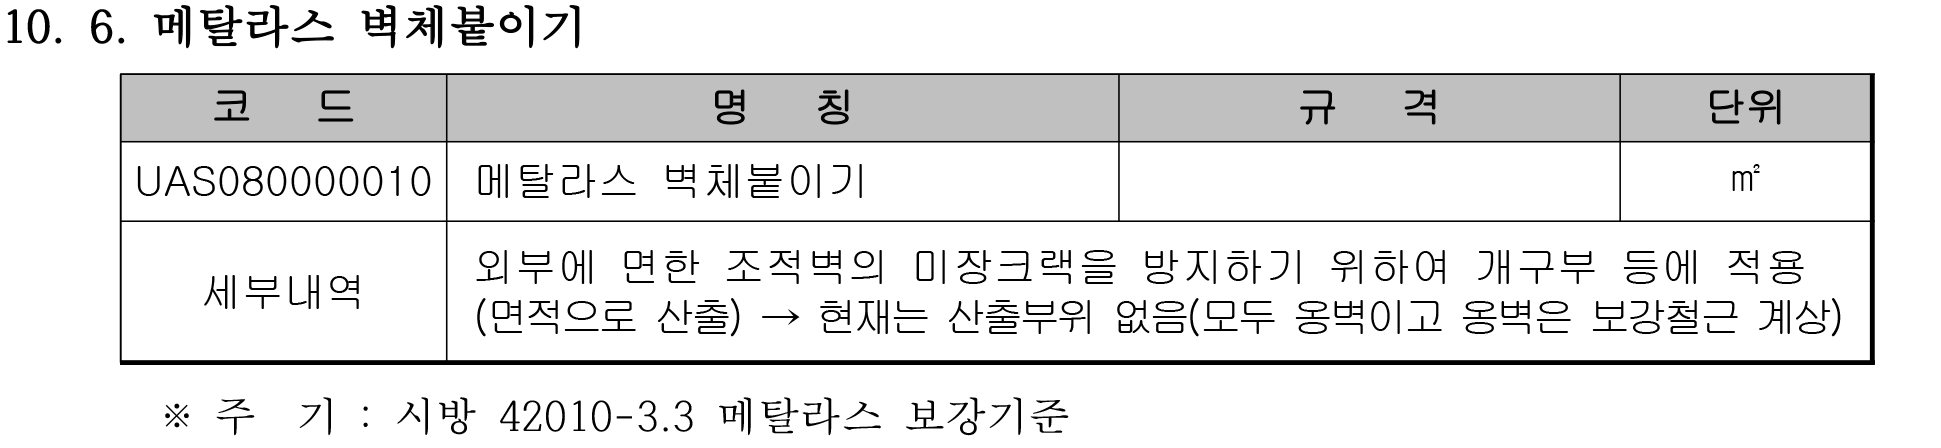 10. 6. 메탈라스 벽체붙이기
코 드 명 칭 규 격 단위
UAS080000010 메탈라스 벽체붙이기 ㎡
세부내역
외부에 면한 조적벽의 미장크랙을 방지하기 위하여 개구부 등에 적용
(면적으로 산출) → 현재는 산출부위 없음(모두 옹벽이고 옹벽은 보강철근 계상)
※ 주 기 : 시방 42010-3.3 메탈라스 보강기준